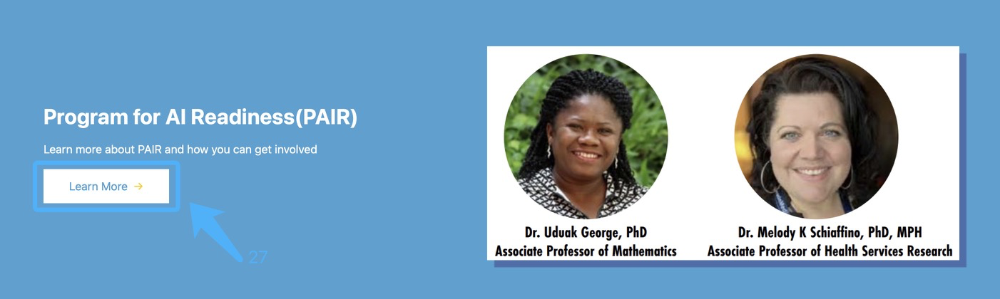 Program for AI Readiness(PAIR)
Learn more about PAIR and how you can get involved
Learn More →
27
Dr. Uduak George, PhD
Associate Professor of Mathematics
Dr. Melody K Schiaffino, PhD, MPH
Associate Professor of Health Services Research